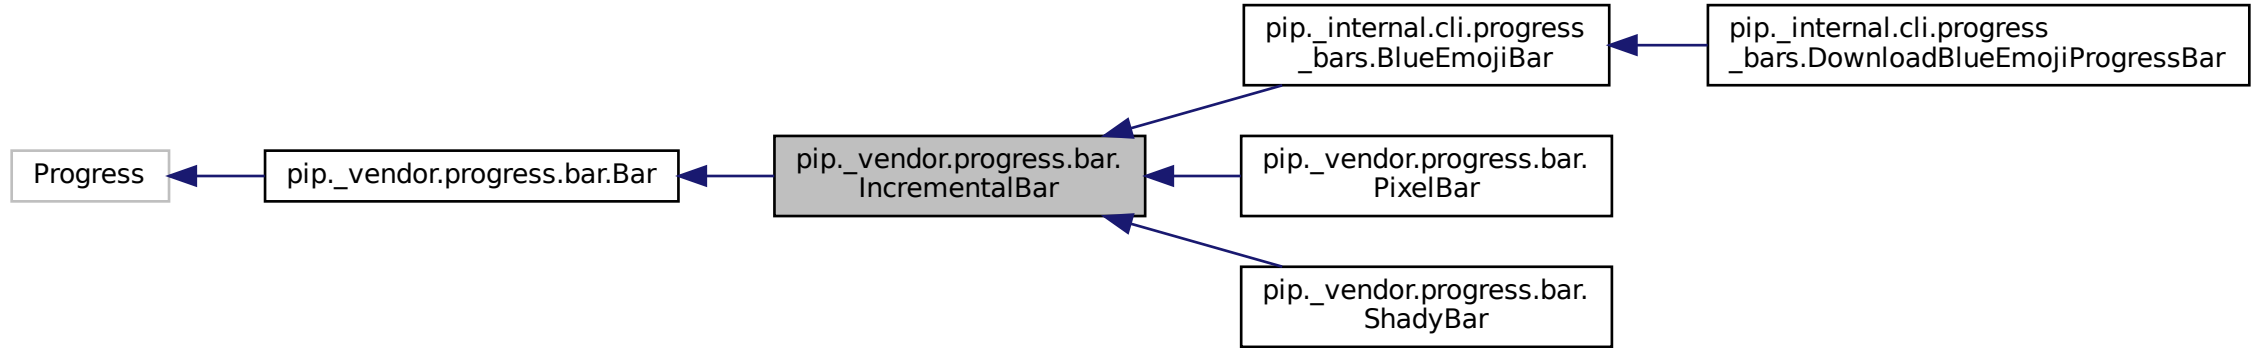 Progress
pip._vendor.progress.bar.Bar
pip._vendor.progress.bar.
IncrementalBar
pip._internal.cli.progress
_bars.BlueEmojiBar
pip._internal.cli.progress
_bars.DownloadBlueEmojiProgressBar
pip._vendor.progress.bar.
PixelBar
pip._vendor.progress.bar.
ShadyBar